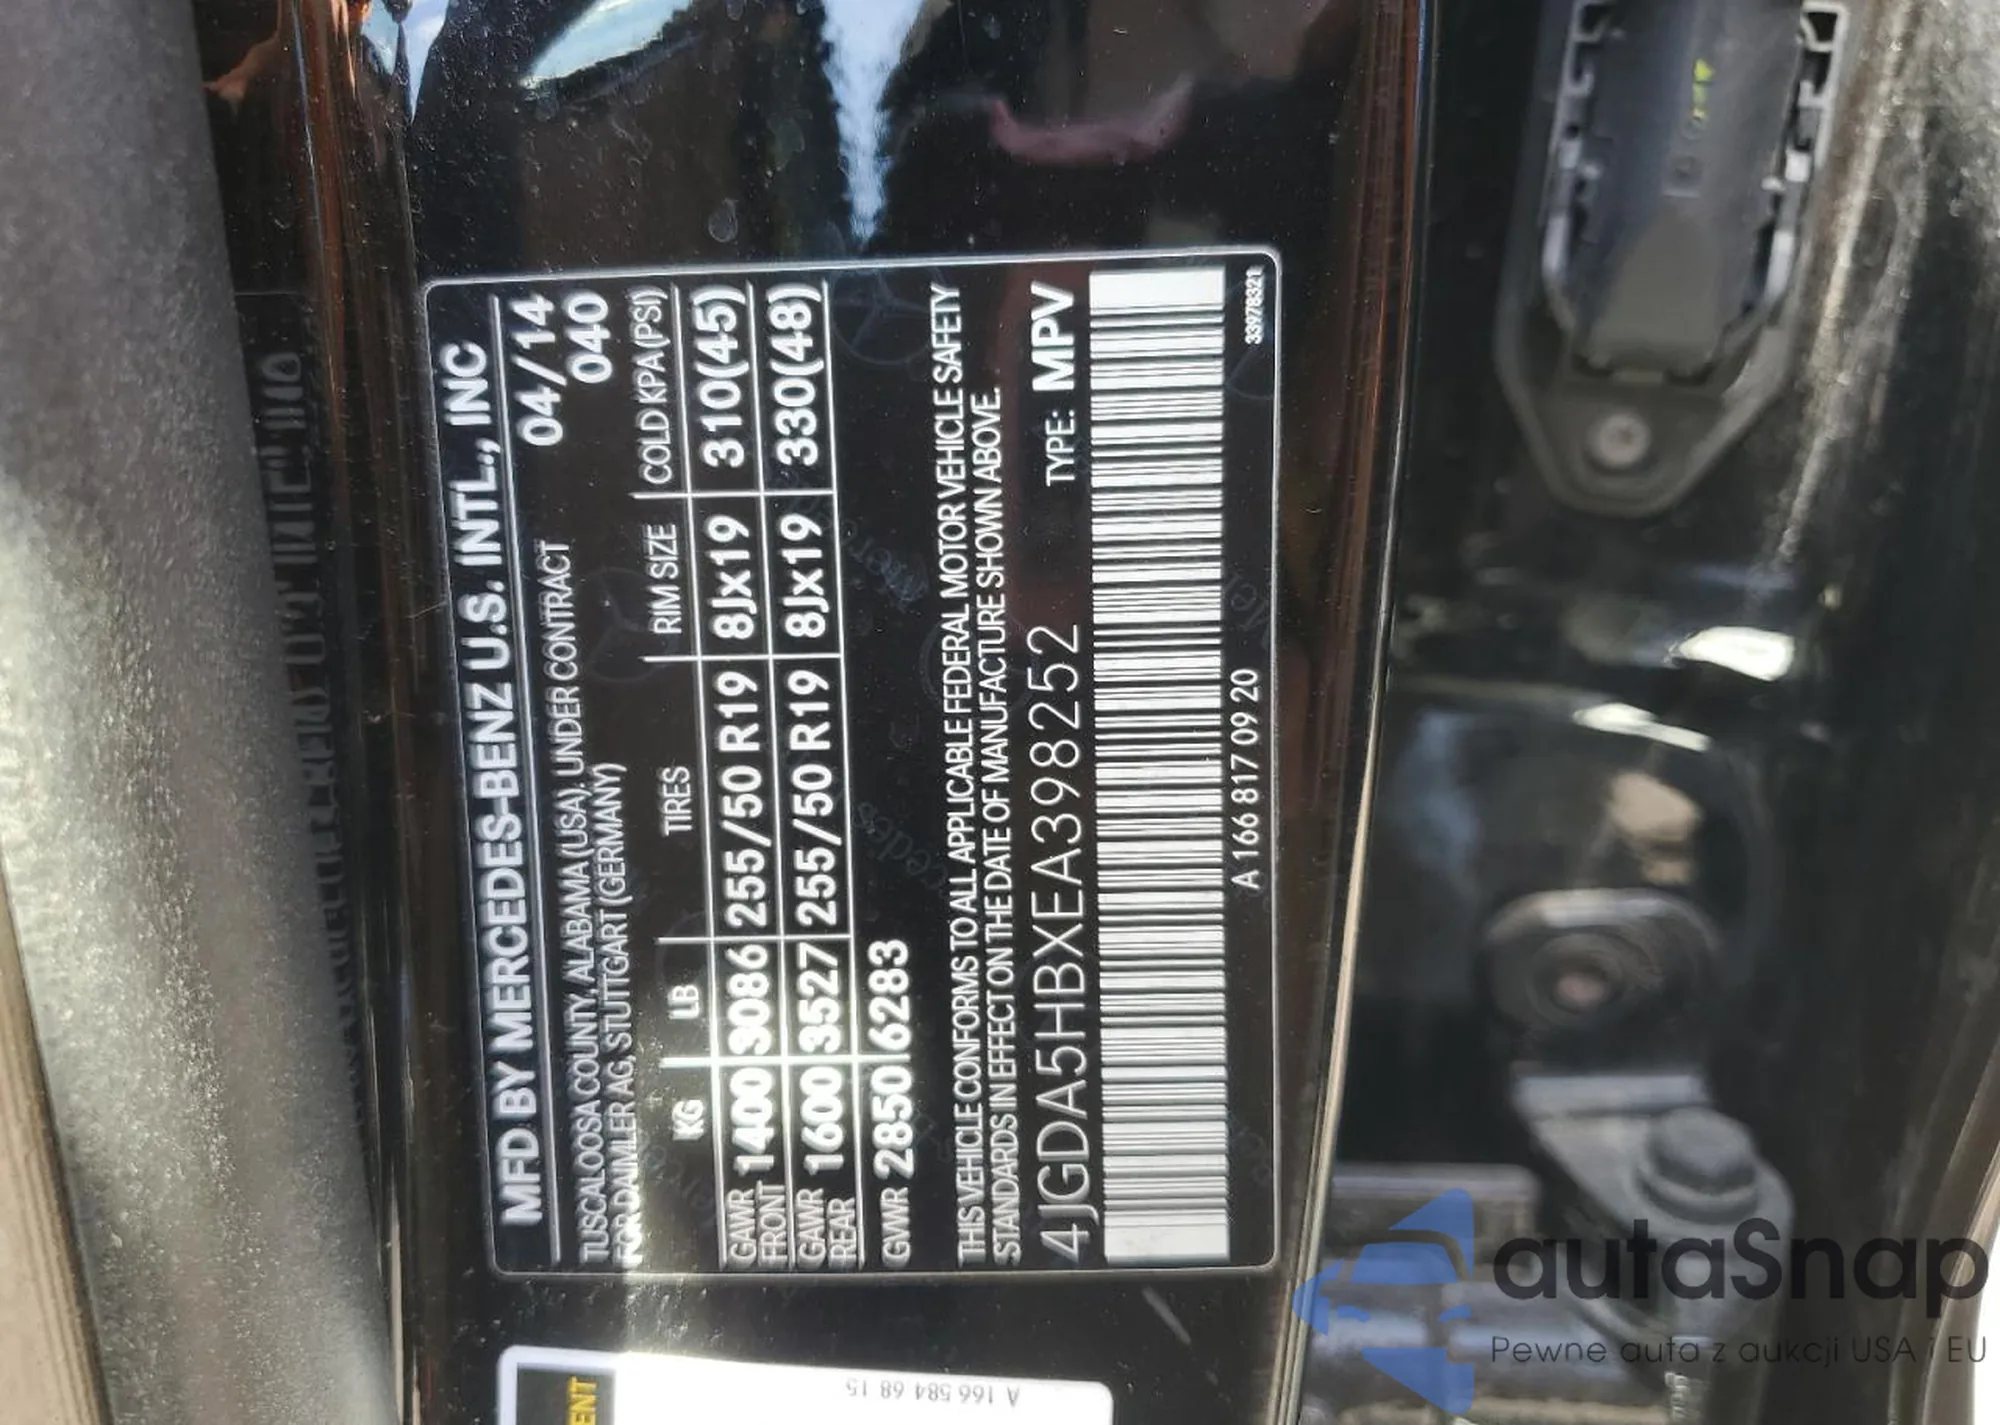 MFD BY MERCEDES-BENZ U.S. INTL., INC
TUSCALOOSA COUNTY, ALABAMA (USA), UNDER CONTRACT 04/14
FOR DAIMLER AG, STUTTGART (GERMANY) 040
KG LB TIRES RIM SIZE COLD KPA (PSI)
GAWR FRONT 1400 3086 255/50 R19 8Jx19 310(45)
GAWR REAR 1600 3527 255/50 R19 8Jx19 330(48)
GVWR 2850 6283
THIS VEHICLE CONFORMS TO ALL APPLICABLE FEDERAL MOTOR VEHICLE SAFETY
STANDARDS IN EFFECT ON THE DATE OF MANUFACTURE SHOWN ABOVE.
4JGDA5HBXEA398252 TYPE: MPV
A 166 817 09 20
33978321
A 166 584 68 15
ENT
autaSnap
Pewne auta z aukcji USA i EU